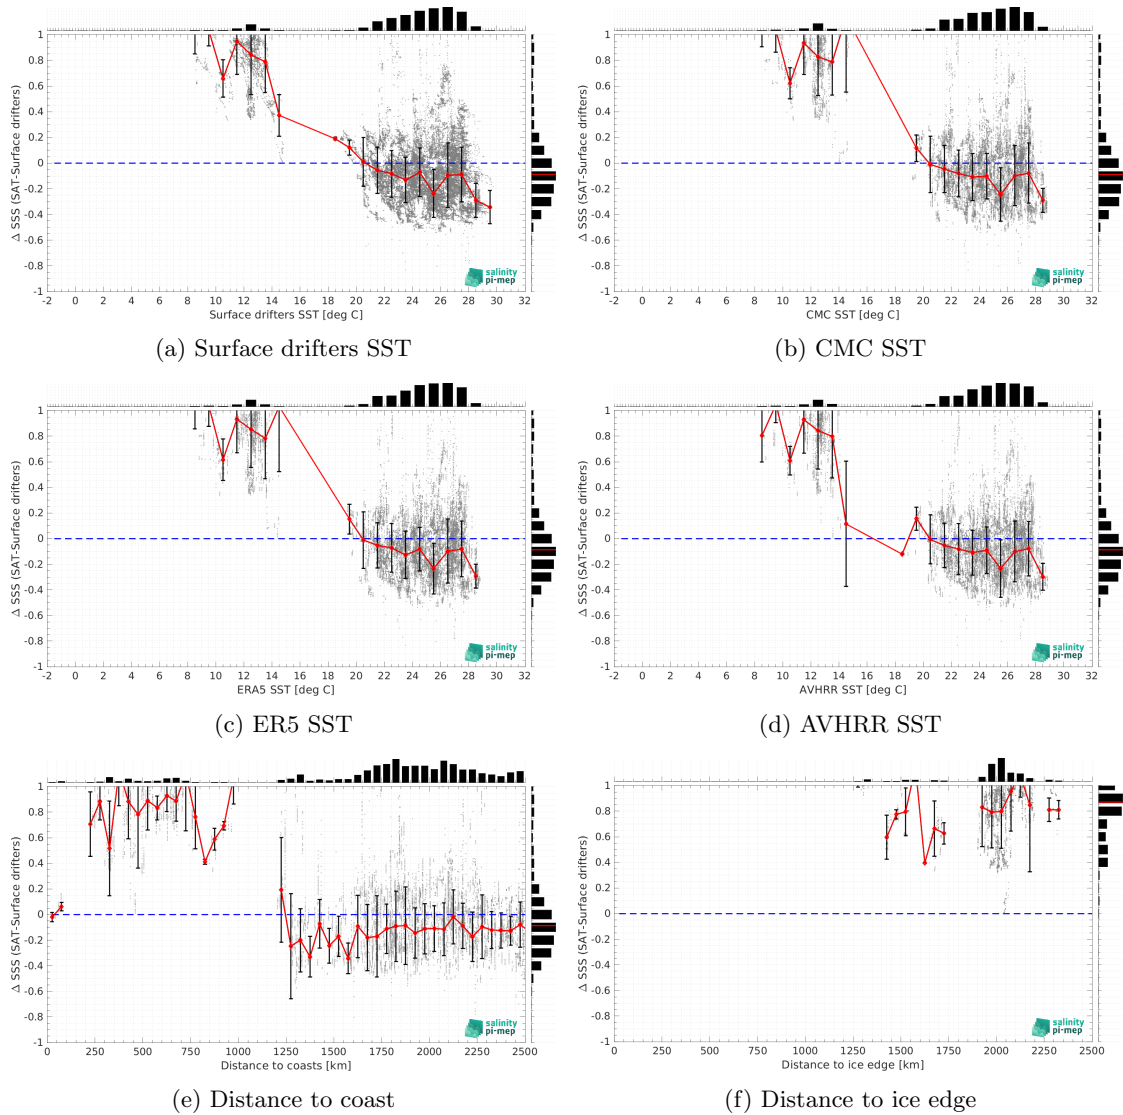 1
0.8
0.6
0.4
0.2
0
-0.2
-0.4
-0.6
-0.8
-1
Δ SSS (SAT-Surface drifters)
salinity
pi-mep
-2 0 2 4 6 8 10 12 14 16 18 20 22 24 26 28 30 32
Surface drifters SST [deg C]
(a) Surface drifters SST
1
0.8
0.6
0.4
0.2
0
-0.2
-0.4
-0.6
-0.8
-1
Δ SSS (SAT-Surface drifters)
salinity
pi-mep
-2 0 2 4 6 8 10 12 14 16 18 20 22 24 26 28 30 32
CMC SST [deg C]
(b) CMC SST
1
0.8
0.6
0.4
0.2
0
-0.2
-0.4
-0.6
-0.8
-1
Δ SSS (SAT-Surface drifters)
salinity
pi-mep
-2 0 2 4 6 8 10 12 14 16 18 20 22 24 26 28 30 32
ERA5 SST [deg C]
(c) ER5 SST
1
0.8
0.6
0.4
0.2
0
-0.2
-0.4
-0.6
-0.8
-1
Δ SSS (SAT-Surface drifters)
salinity
pi-mep
-2 0 2 4 6 8 10 12 14 16 18 20 22 24 26 28 30 32
AVHRR SST [deg C]
(d) AVHRR SST
1
0.8
0.6
0.4
0.2
0
-0.2
-0.4
-0.6
-0.8
-1
Δ SSS (SAT-Surface drifters)
salinity
pi-mep
0 250 500 750 1000 1250 1500 1750 2000 2250 2500
Distance to coasts [km]
(e) Distance to coast
1
0.8
0.6
0.4
0.2
0
-0.2
-0.4
-0.6
-0.8
-1
Δ SSS (SAT-Surface drifters)
salinity
pi-mep
0 250 500 750 1000 1250 1500 1750 2000 2250 2500
Distance to ice edge [km]
(f) Distance to ice edge